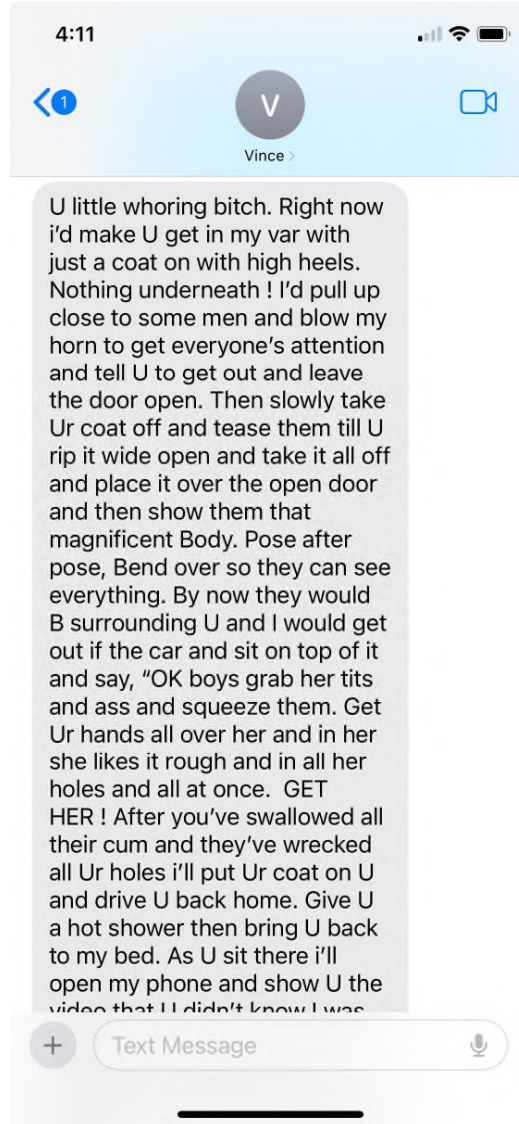 4:11
1
V
Vince
U little whoring bitch. Right now
i'd make U get in my var with
just a coat on with high heels.
Nothing underneath ! I'd pull up
close to some men and blow my
horn to get everyone's attention
and tell U to get out and leave
the door open. Then slowly take
Ur coat off and tease them till U
rip it wide open and take it all off
and place it over the open door
and then show them that
magnificent Body. Pose after
pose, Bend over so they can see
everything. By now they would
B surrounding U and I would get
out if the car and sit on top of it
and say, “OK boys grab her tits
and ass and squeeze them. Get
Ur hands all over her and in her
she likes it rough and in all her
holes and all at once.  GET
HER ! After you've swallowed all
their cum and they've wrecked
all Ur holes i'll put Ur coat on U
and drive U back home. Give U
a hot shower then bring U back
to my bed. As U sit there i'll
open my phone and show U the
video that U didn't know I was
Text Message